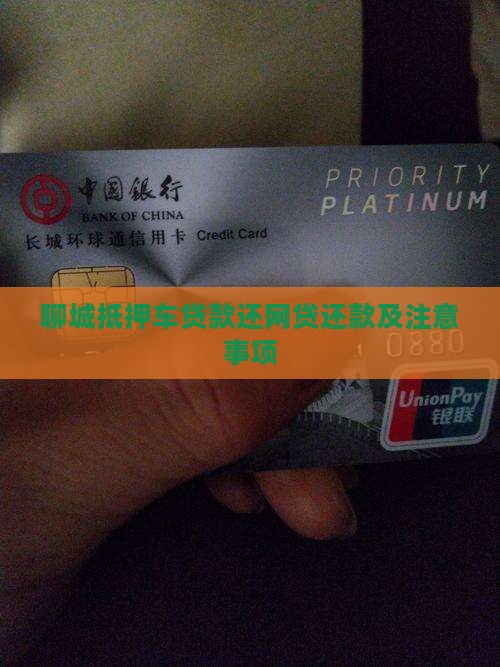 PRIORITY
PLATINUM
中国银行
BANK OF CHINA
长城环球通信用卡 Credit Card
聊城抵押车贷款还网贷还款及注意
事项
0880
UnionPay
银联